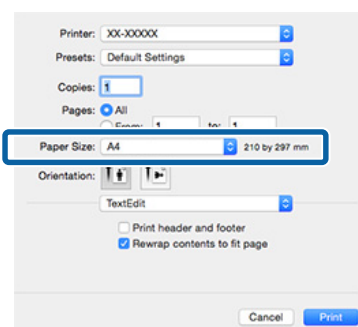 Printer: XX-XXXXX
Presets: Default Settings
Copies: 1
Pages: All
From: 1 to: 1
Paper Size: A4 210 by 297 mm
Orientation:
TextEdit
Print header and footer
Rewrap contents to fit page
Cancel Print